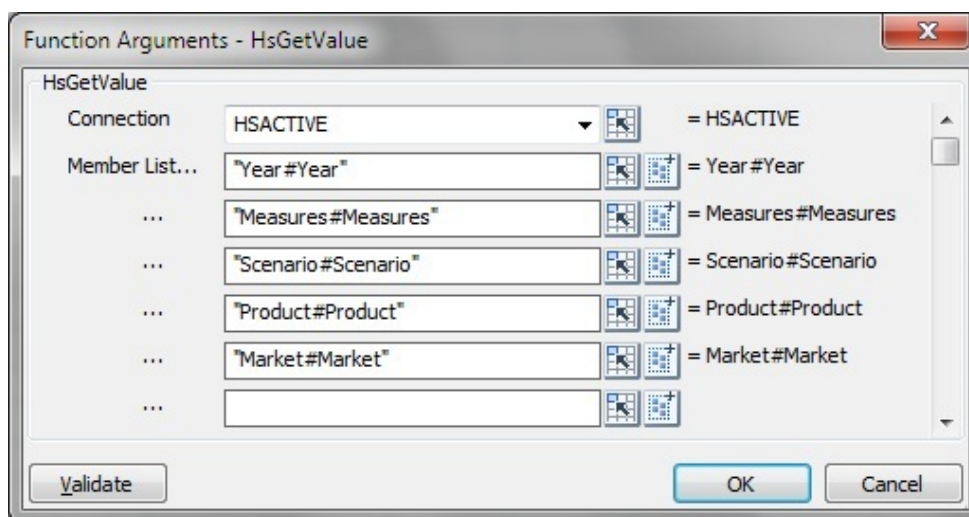 Function Arguments - HsGetValue
HsGetValue
Connection HSACTIVE = HSACTIVE
Member List... "Year#Year" = Year#Year
... "Measures#Measures" = Measures#Measures
... "Scenario#Scenario" = Scenario#Scenario
... "Product#Product" = Product#Product
... "Market#Market" = Market#Market
...
Validate OK Cancel